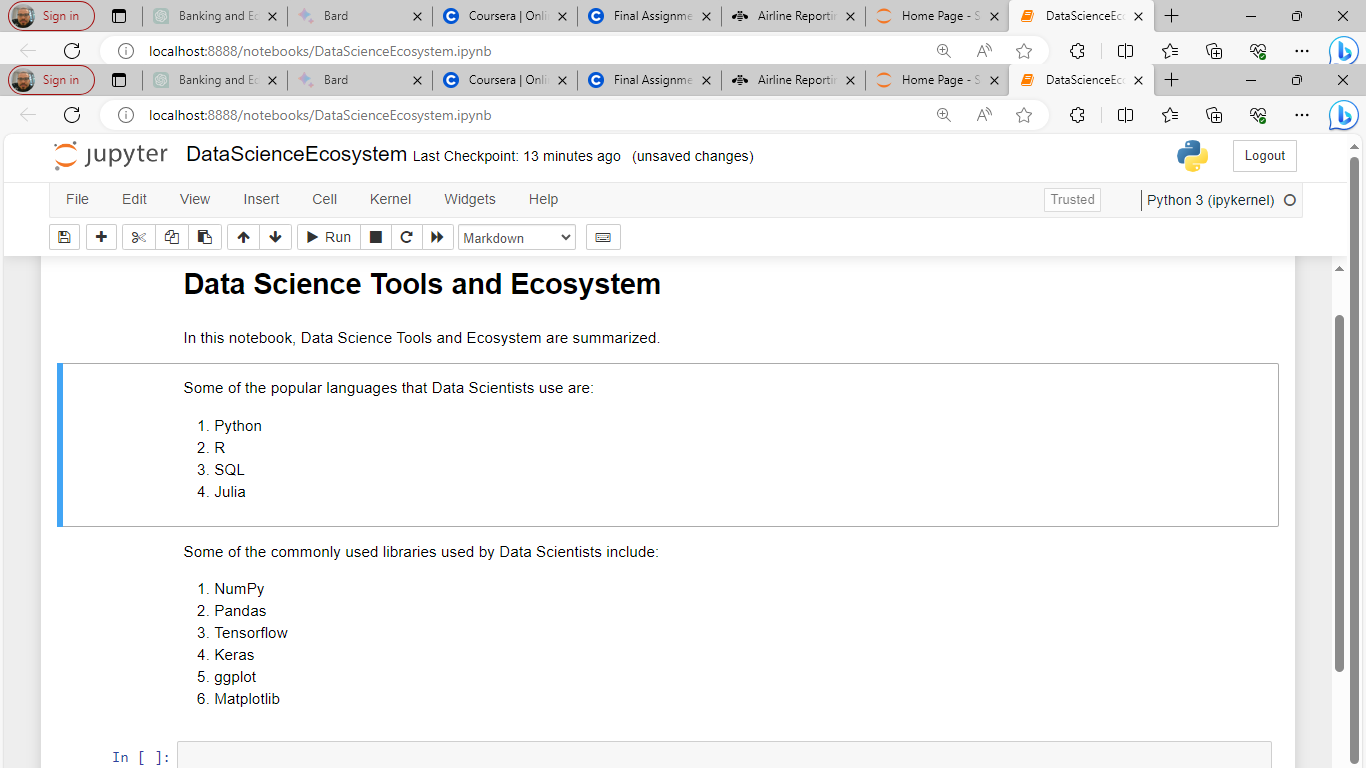 Sign in Banking and Ec Bard Coursera | Onli Final Assignme Airline Reportin Home Page - S DataScienceEc
localhost:8888/notebooks/DataScienceEcosystem.ipynb
Sign in Banking and Ec Bard Coursera | Onli Final Assignme Airline Reportin Home Page - S DataScienceEc
localhost:8888/notebooks/DataScienceEcosystem.ipynb
jupyter DataScienceEcosystem Last Checkpoint: 13 minutes ago (unsaved changes) Logout
File Edit View Insert Cell Kernel Widgets Help Trusted Python 3 (ipykernel)
Run Markdown
Data Science Tools and Ecosystem
In this notebook, Data Science Tools and Ecosystem are summarized.
Some of the popular languages that Data Scientists use are:
1. Python
2. R
3. SQL
4. Julia
Some of the commonly used libraries used by Data Scientists include:
1. NumPy
2. Pandas
3. Tensorflow
4. Keras
5. ggplot
6. Matplotlib
In [ ]: